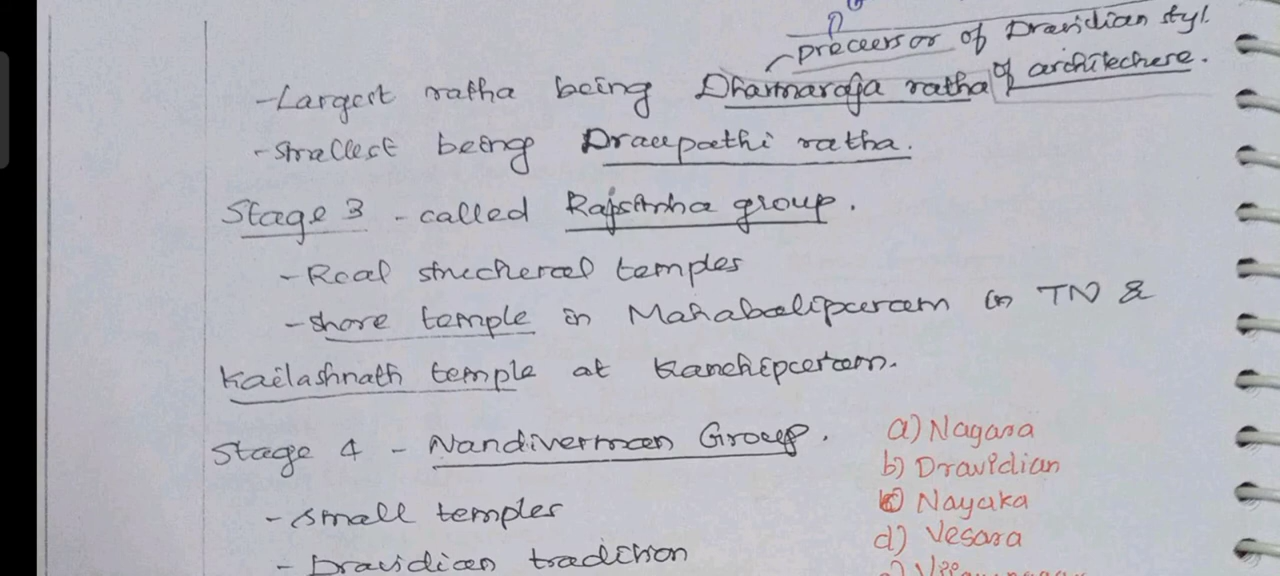 precursor of Dravidian styl.
-Largest ratha being Dharmaraja ratha of architecture.
-Smallest being Draupathi ratha.
Stage 3 - called Rajsimha group.
-Real structural temples
-shore temple in Mahabalipuram in TN &
Kailashnath temple at Kanchipuram.
Stage 4 - Nandiverman Group.
-small temples
- Dravidian tradition
a) Nagara
b) Dravidian
c) Nayaka
d) Vesara